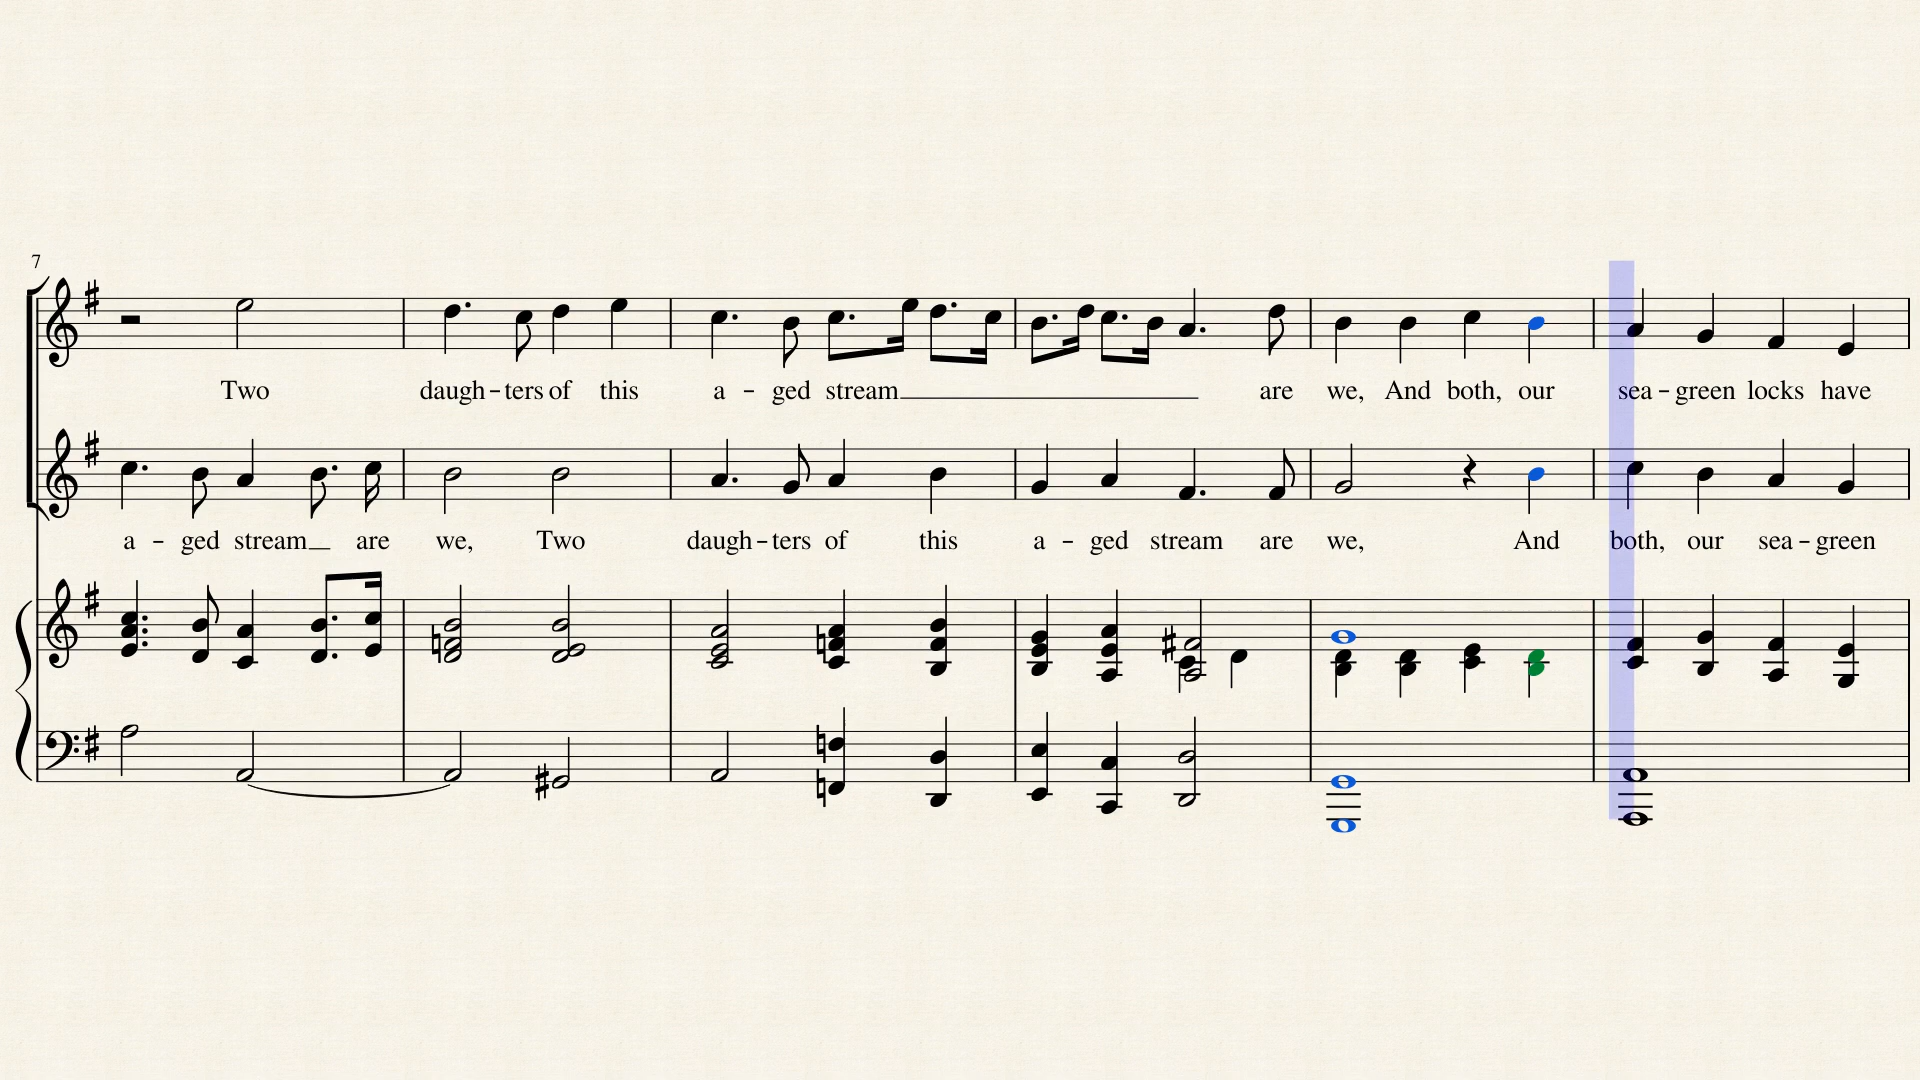 7
Two daugh - ters of this a - ged stream are we, And both, our sea - green locks have
a - ged stream are we, Two daugh - ters of this a - ged stream are we, And both, our sea - green